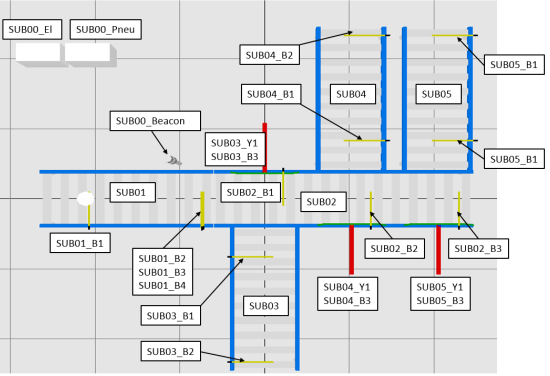 SUB00_El
SUB00_Pneu
SUB04_B2
SUB05_B1
SUB04_B1
SUB04
SUB05
SUB00_Beacon
SUB03_Y1
SUB03_B3
SUB05_B1
SUB01
SUB02_B1
SUB02
SUB01_B1
SUB01_B2
SUB01_B3
SUB01_B4
SUB02_B2
SUB02_B3
SUB04_Y1
SUB04_B3
SUB05_Y1
SUB05_B3
SUB03
SUB03_B1
SUB03_B2